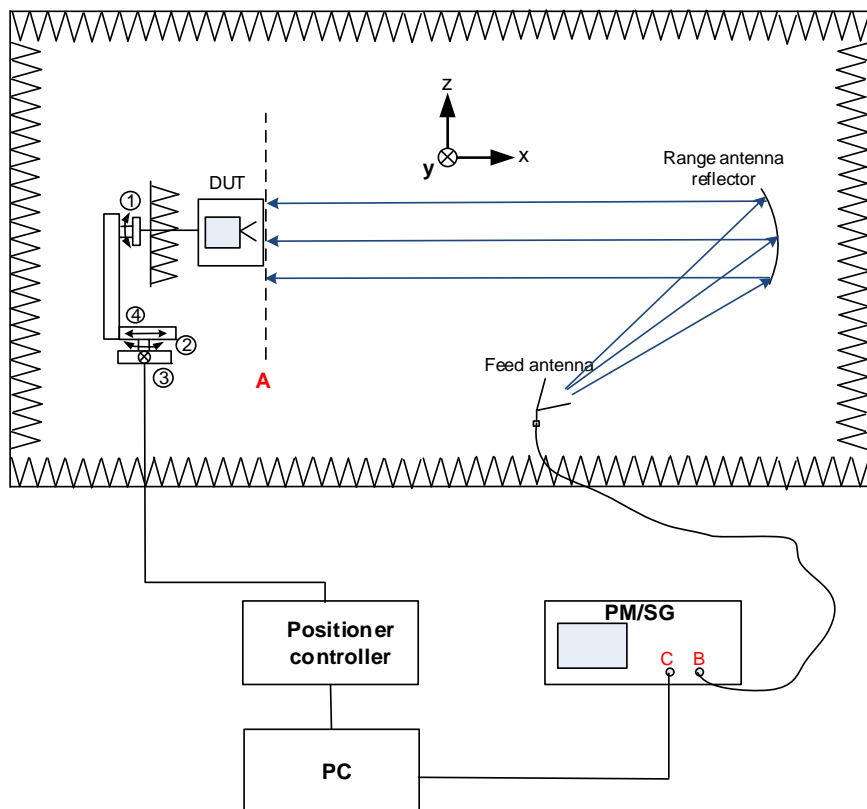 z
x
y
Range antenna
reflector
DUT
①
④
②
③
A
Feed antenna
Positioner
controller
PM/SG
C B
PC